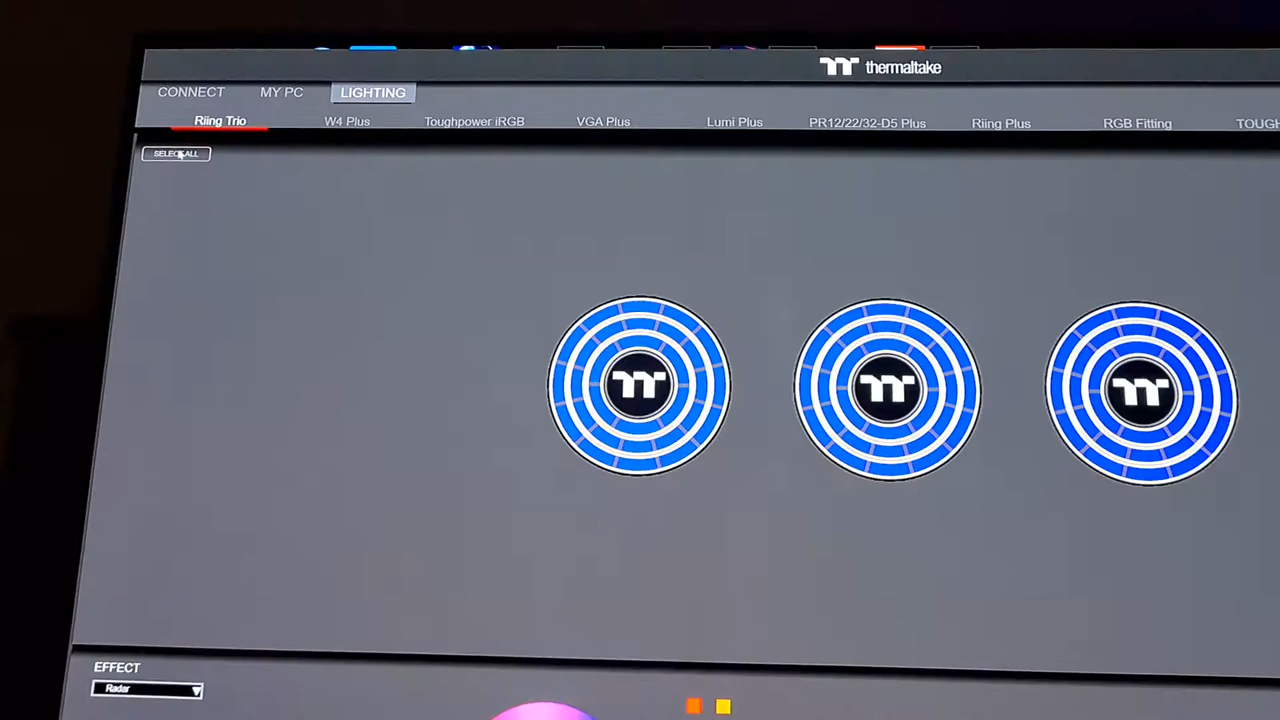 thermaltake
CONNECT MY PC LIGHTING
Riing Trio W4 Plus Toughpower iRGB VGA Plus Lumi Plus PR12/22/32-D5 Plus Riing Plus RGB Fitting TOUGH
SELECT ALL
EFFECT
Radar